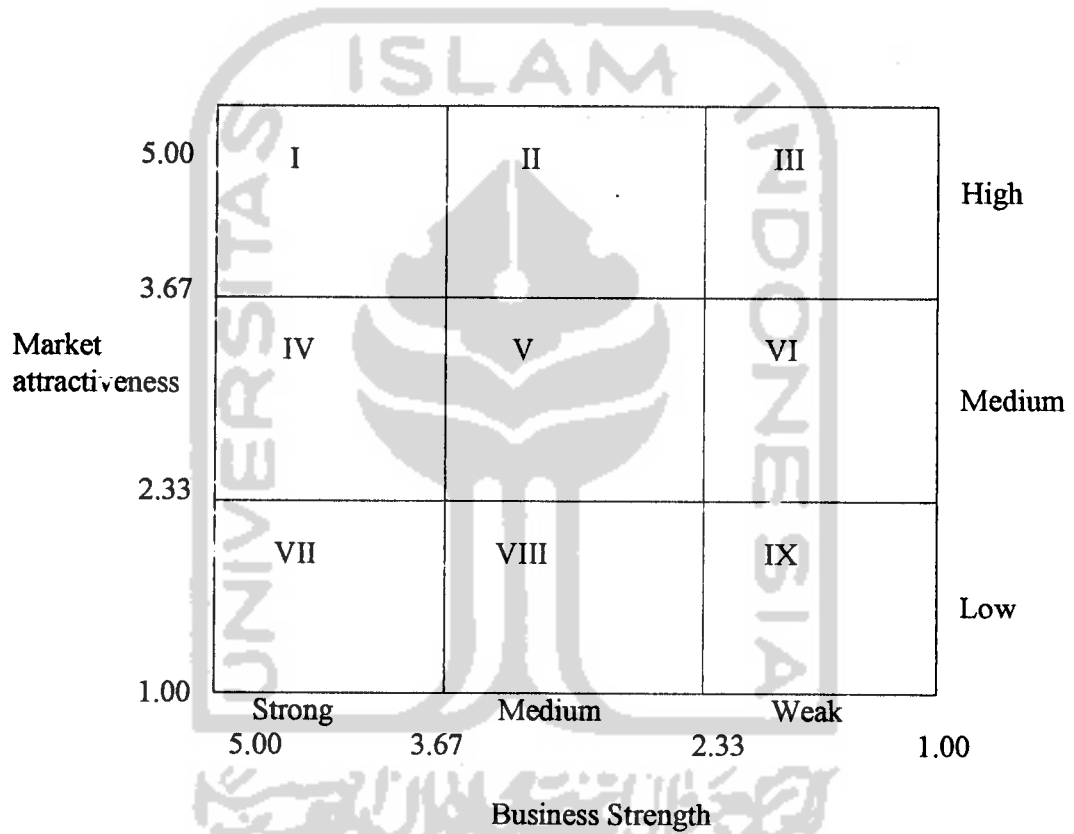 ISLAM
UNIVERSITAS
INDONESIA
5.00
I
II
III
High
3.67
Market
attractiveness
IV
V
VI
Medium
2.33
VII
VIII
IX
Low
1.00
Strong
Medium
Weak
5.00
3.67
2.33
1.00
Business Strength